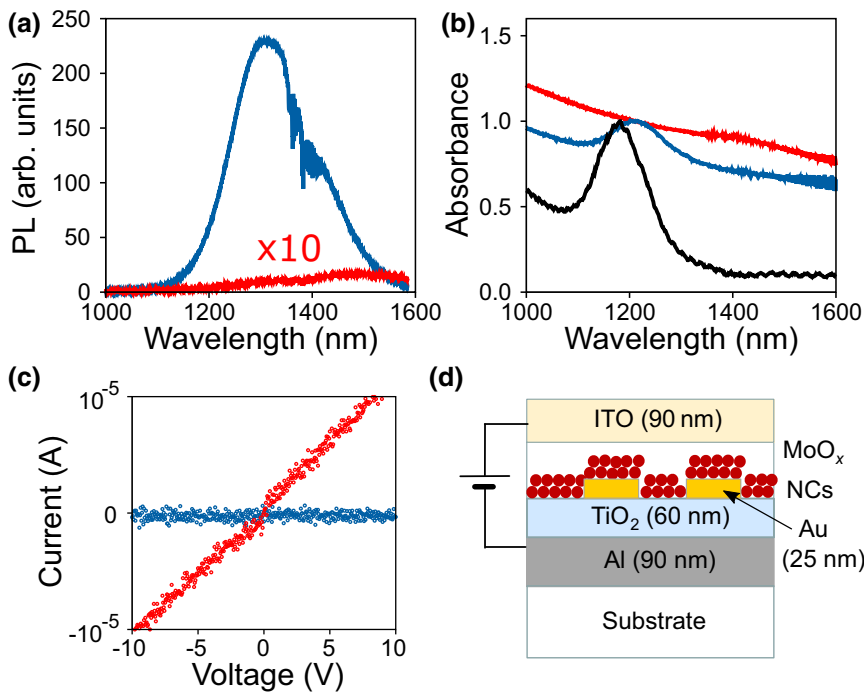 (a)
250
200
150
100
50
0
PL (arb. units)
x10
1000 1200 1400 1600
Wavelength (nm)
(b)
1.5
1.0
0.5
0.0
Absorbance
1000 1200 1400 1600
Wavelength (nm)
(c)
10-5
0
-10-5
Current (A)
-10 -5 0 5 10
Voltage (V)
(d)
ITO (90 nm)
MoOx
NCs
TiO2 (60 nm)
Au
(25 nm)
Al (90 nm)
Substrate